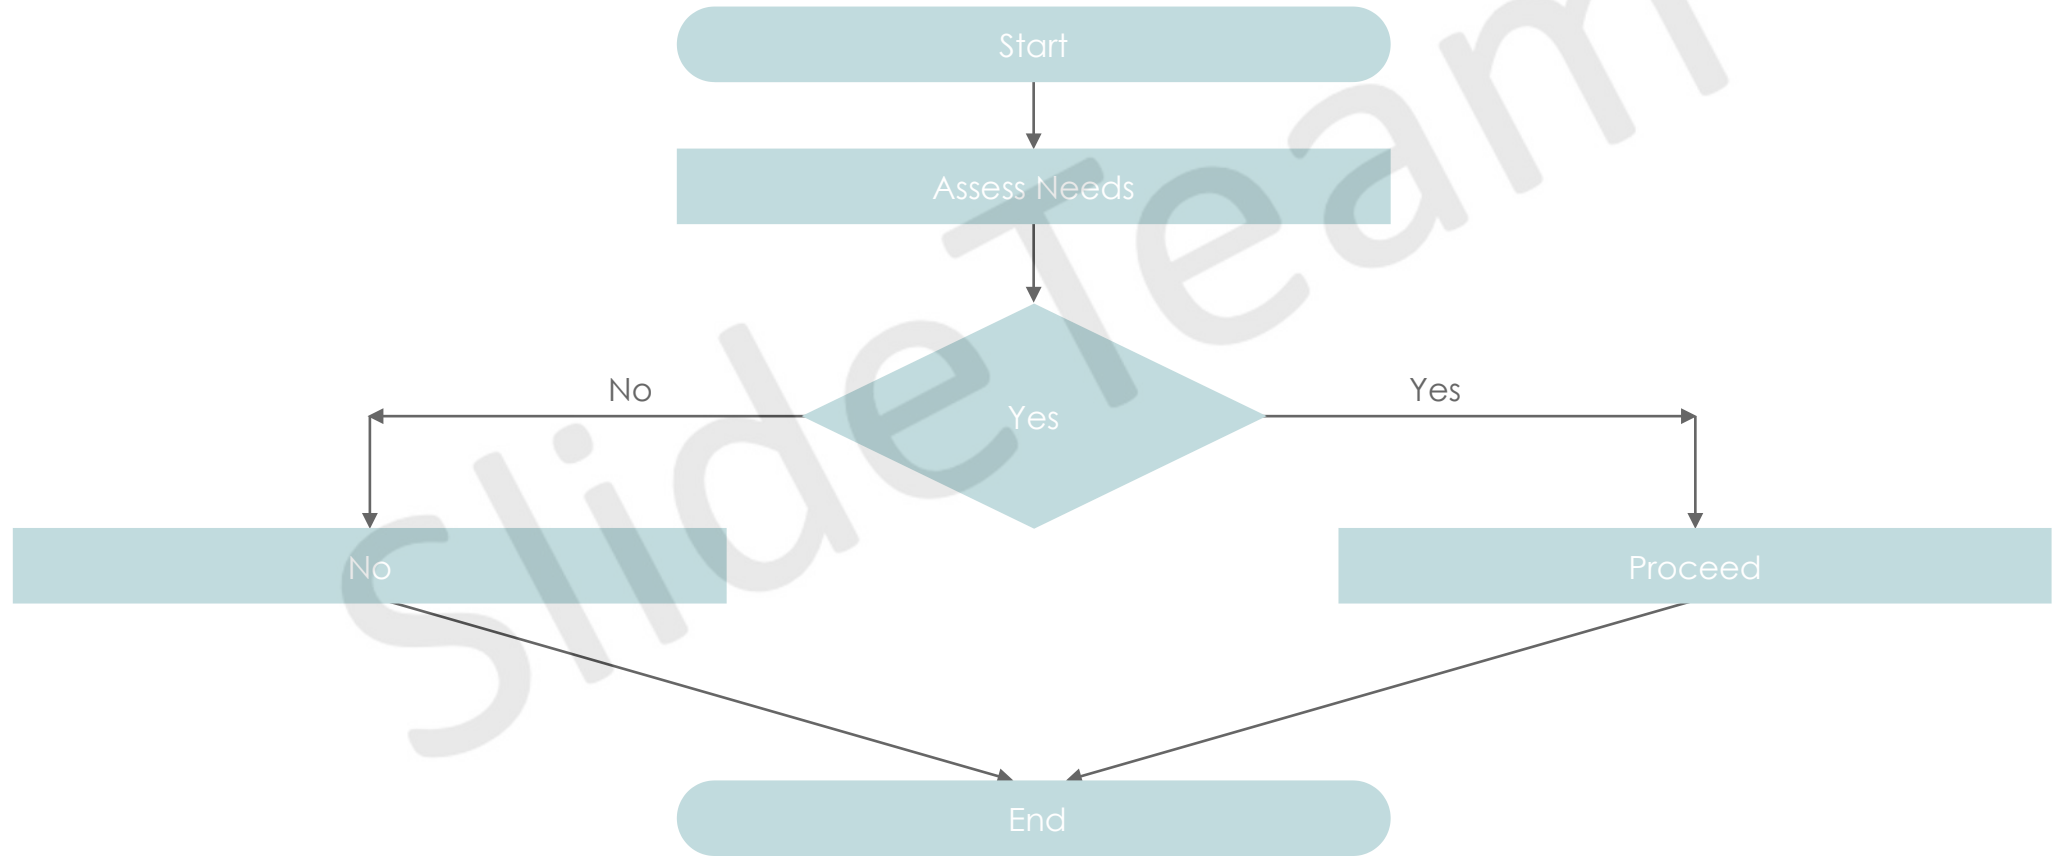 Start
Assess Needs
No
Yes
Yes
No
Proceed
End
SlideTeam